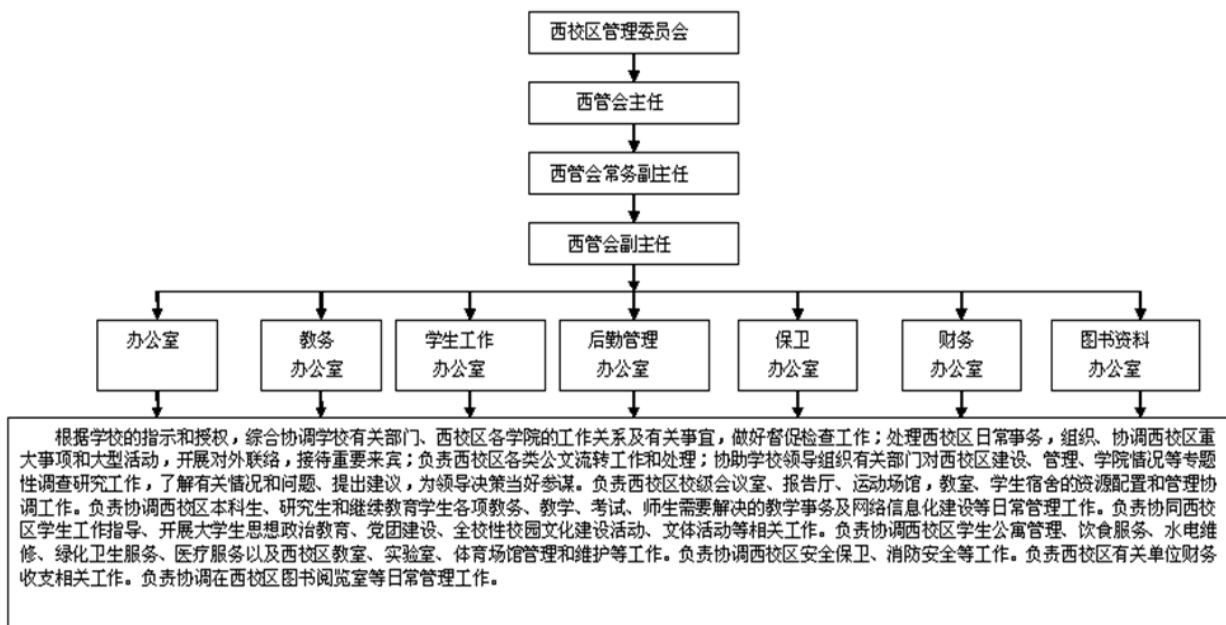 西校区管理委员会
西管会主任
西管会常务副主任
西管会副主任
办公室
教务
办公室
学生工作
办公室
后勤管理
办公室
保卫
办公室
财务
办公室
图书资料
办公室
根据学校的指示和授权，综合协调学校有关部门、西校区各学院的工作关系及有关事宜，做好督促检查工作；处理西校区日常事务，组织、协调西校区重
大事项和大型活动，开展对外联络，接待重要来宾；负责西校区各类公文流转工作和处理；协助学校领导组织有关部门对西校区建设、管理、学院情况等专题
性调查研究工作，了解有关情况和问题、提出建议，为领导决策当好参谋。负责西校区校级会议室、报告厅、运动场馆，教室、学生宿舍的资源配置和管理协
调工作。负责协调西校区本科生、研究生和继续教育学生各项教务、教学、考试、师生需要解决的教学事务及网络信息化建设等日常管理工作。负责协同西校
区学生工作指导、开展大学生思想政治教育、党团建设、全校性校园文化建设活动、文体活动等相关工作。负责协调西校区学生公寓管理、饮食服务、水电维
修、绿化卫生服务、医疗服务以及西校区教室、实验室、体育场馆管理和维护等工作。负责协调西校区安全保卫、消防安全等工作。负责西校区有关单位财务
收支相关工作。负责协调在西校区图书阅览室等日常管理工作。